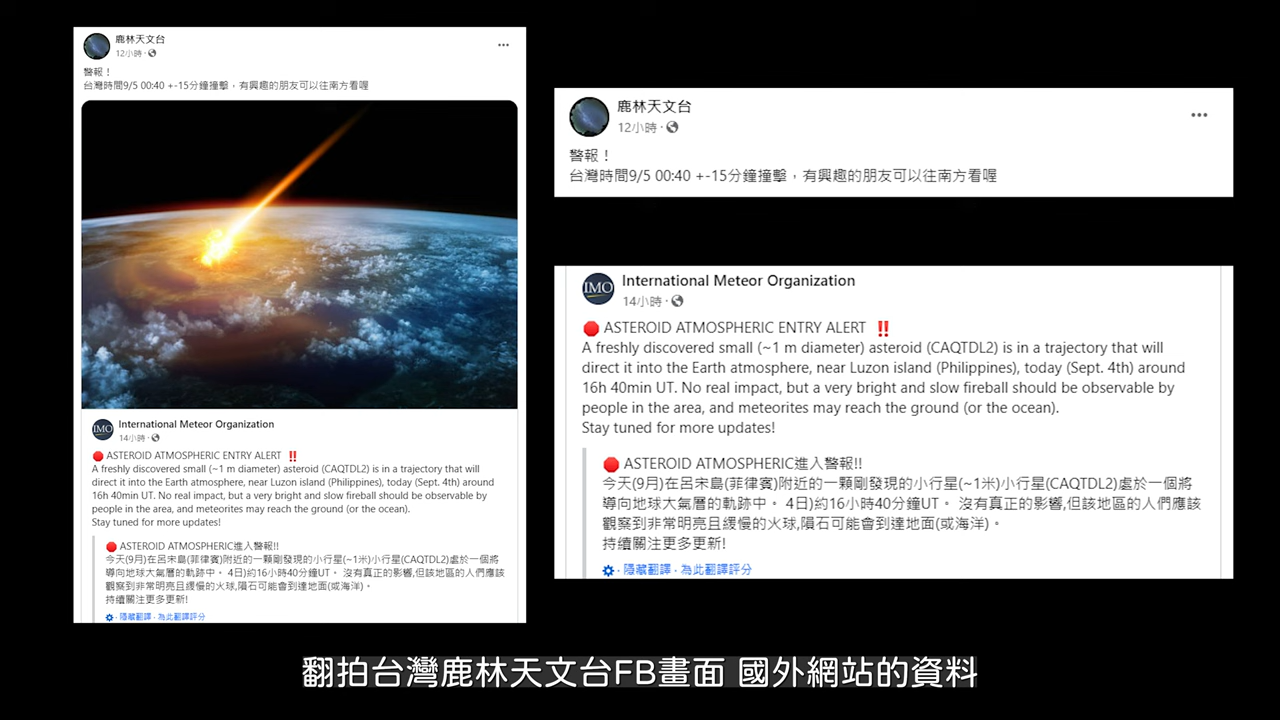 鹿林天文台
12小時
警報！
台灣時間9/5 00:40 +-15分鐘撞擊，有興趣的朋友可以往南方看喔
IMO
International Meteor Organization
14小時
ASTEROID ATMOSPHERIC ENTRY ALERT ‼
A freshly discovered small (~1 m diameter) asteroid (CAQTDL2) is in a trajectory that will
direct it into the Earth atmosphere, near Luzon island (Philippines), today (Sept. 4th) around
16h 40min UT. No real impact, but a very bright and slow fireball should be observable by
people in the area, and meteorites may reach the ground (or the ocean).
Stay tuned for more updates!
ASTEROID ATMOSPHERIC進入警報!!
今天(9月)在呂宋島(菲律賓)附近的一顆剛發現的小行星(~1米)小行星(CAQTDL2)處於一個將
導向地球大氣層的軌跡中。 4日)約16小時40分鐘UT。 沒有真正的影響,但該地區的人們應該
觀察到非常明亮且緩慢的火球,隕石可能會到達地面(或海洋)。
持續關注更多更新!
· 隱藏翻譯 · 為此翻譯評分
鹿林天文台
12小時 ·
警報！
台灣時間9/5 00:40 +-15分鐘撞擊，有興趣的朋友可以往南方看喔
IMO
International Meteor Organization
14小時 ·
ASTEROID ATMOSPHERIC ENTRY ALERT ‼
A freshly discovered small (~1 m diameter) asteroid (CAQTDL2) is in a trajectory that will
direct it into the Earth atmosphere, near Luzon island (Philippines), today (Sept. 4th) around
16h 40min UT. No real impact, but a very bright and slow fireball should be observable by
people in the area, and meteorites may reach the ground (or the ocean).
Stay tuned for more updates!
ASTEROID ATMOSPHERIC進入警報!!
今天(9月)在呂宋島(菲律賓)附近的一顆剛發現的小行星(~1米)小行星(CAQTDL2)處於一個將
導向地球大氣層的軌跡中。 4日)約16小時40分鐘UT。 沒有真正的影響,但該地區的人們應該
觀察到非常明亮且緩慢的火球,隕石可能會到達地面(或海洋)。
持續關注更多更新!
· 隱藏翻譯 · 為此翻譯評分
翻拍台灣鹿林天文台FB畫面 國外網站的資料